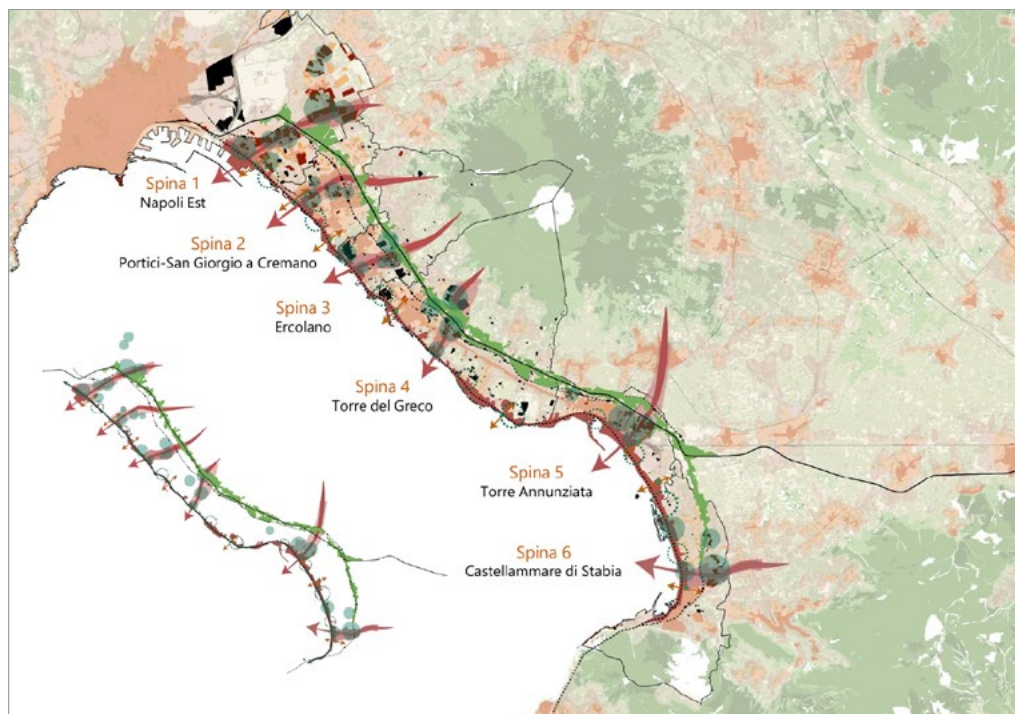 Spina 1
Napoli Est
Spina 2
Portici-San Giorgio a Cremano
Spina 3
Ercolano
Spina 4
Torre del Greco
Spina 5
Torre Annunziata
Spina 6
Castellammare di Stabia